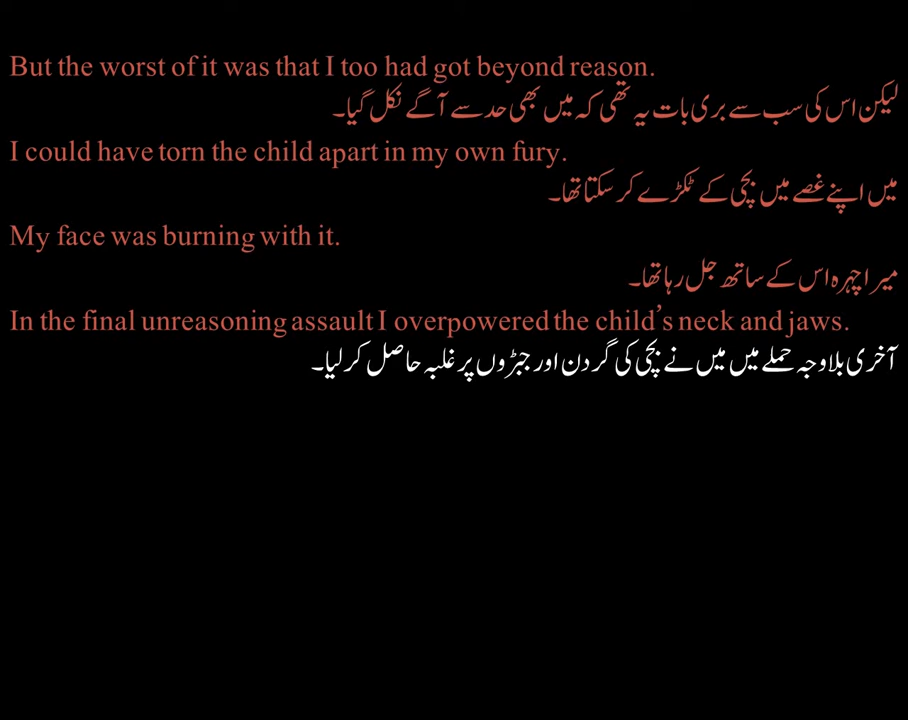 But the worst of it was that I too had got beyond reason.
لیکن اس کی سب سے بری بات یہ تھی کہ میں بھی حد سے آگے نکل گیا۔
I could have torn the child apart in my own fury.
میں اپنے غصے میں بچی کے ٹکڑے کر سکتا تھا۔
My face was burning with it.
میرا چہرہ اس کے ساتھ جل رہا تھا۔
In the final unreasoning assault I overpowered the child's neck and jaws.
آخری بلاوجہ حملے میں میں نے بچی کی گردن اور جبڑوں پر غلبہ حاصل کر لیا۔